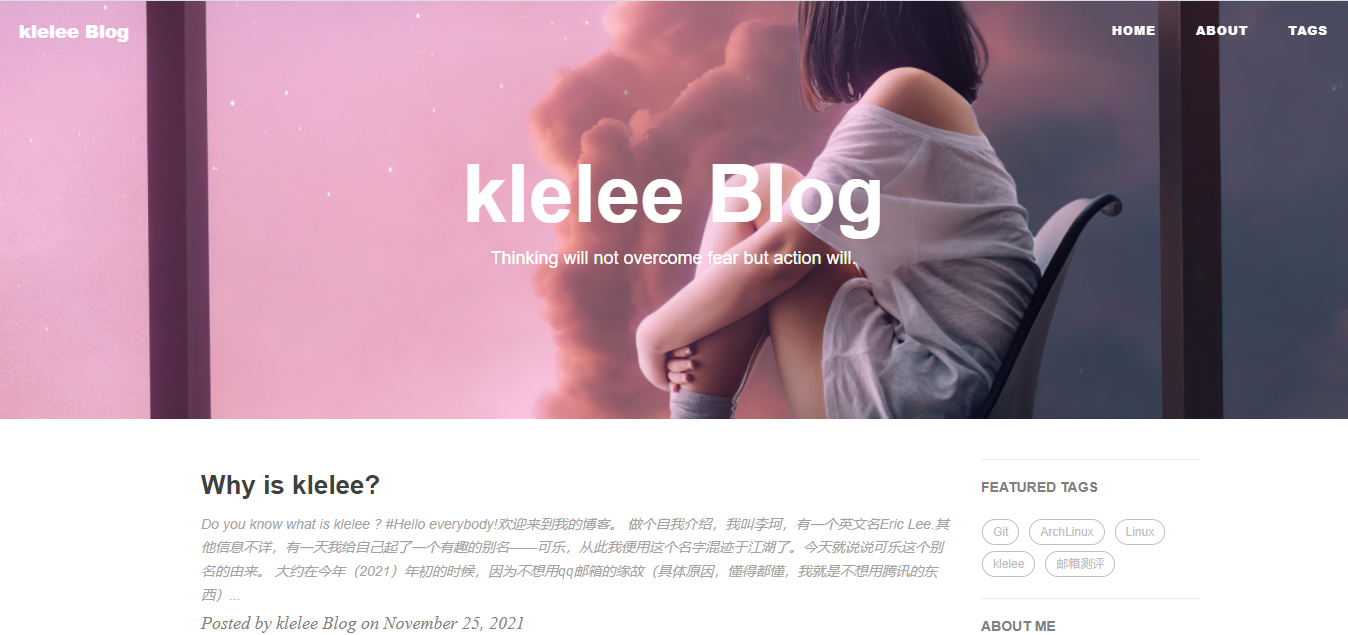 klelee Blog
HOME ABOUT TAGS
klelee Blog
Thinking will not overcome fear but action will.
Why is klelee?
Do you know what is klelee ? #Hello everybody!欢迎来到我的博客。 做个自我介绍，我叫李珂，有一个英文名Eric Lee.其
他信息不详，有一天我给自己起了一个有趣的别名——可乐，从此我便用这个名字混迹于江湖了。今天就说说可乐这个别
名的由来。 大约在今年（2021）年初的时候，因为不想用qq邮箱的缘故（具体原因，懂得都懂，我就是不想用腾讯的东
西）...
Posted by klelee Blog on November 25, 2021
FEATURED TAGS
Git ArchLinux Linux
klelee 邮箱测评
ABOUT ME